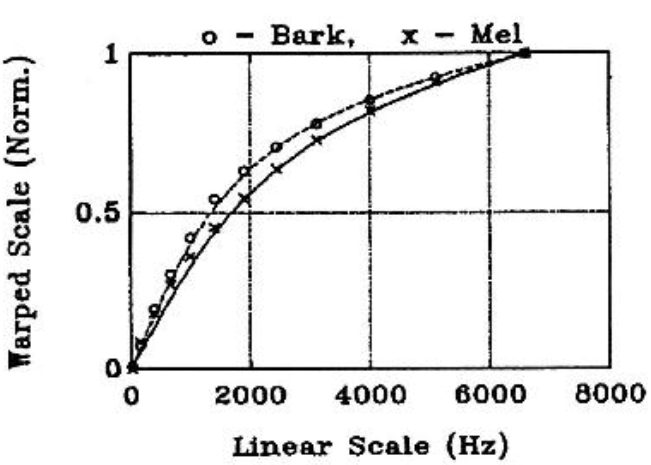 o - Bark, x - Mel
1
0.5
0
0 2000 4000 6000 8000
Warped Scale (Norm.)
Linear Scale (Hz)